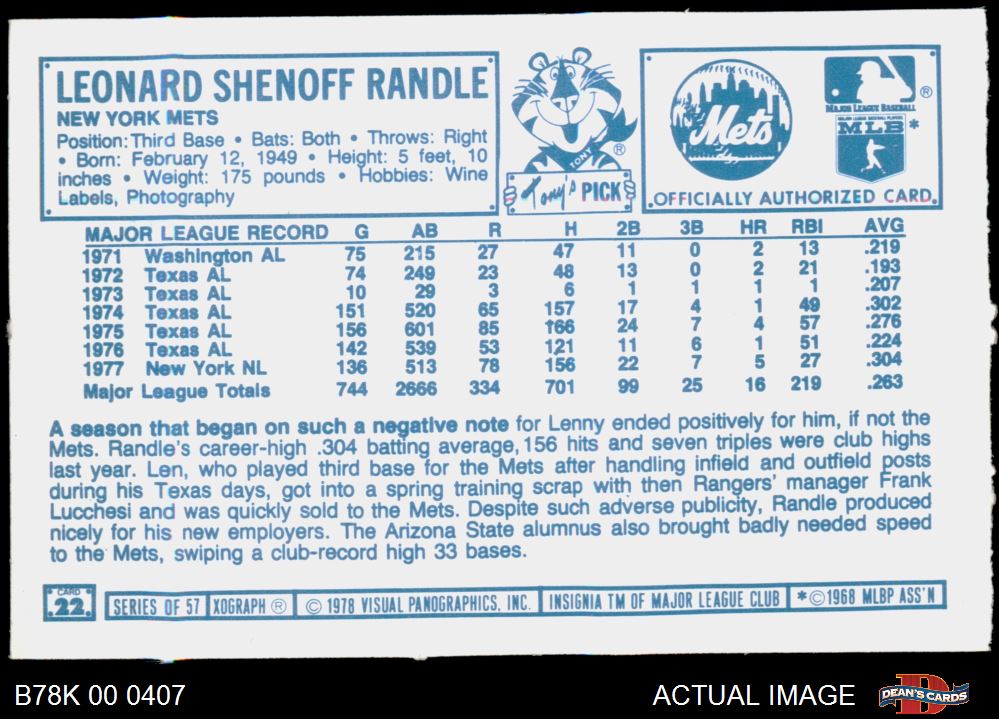 LEONARD SHENOFF RANDLE
NEW YORK METS
Position: Third Base • Bats: Both • Throws: Right
• Born: February 12, 1949 • Height: 5 feet, 10
inches • Weight: 175 pounds • Hobbies: Wine
Labels, Photography
TONY
®
Tony's PICK
Mets
MAJOR LEAGUE BASEBALL ®
MAJOR LEAGUE BASEBALL PLAYERS
MLB *
OFFICIALLY AUTHORIZED CARD.
MAJOR LEAGUE RECORD G AB R H 2B 3B HR RBI AVG
1971 Washington AL 75 215 27 47 11 0 2 13 .219
1972 Texas AL 74 249 23 48 13 0 2 21 .193
1973 Texas AL 10 29 3 6 1 1 1 1 .207
1974 Texas AL 151 520 65 157 17 4 1 49 .302
1975 Texas AL 156 601 85 166 24 7 4 57 .276
1976 Texas AL 142 539 53 121 11 6 1 51 .224
1977 New York NL 136 513 78 156 22 7 5 27 .304
Major League Totals 744 2666 334 701 99 25 16 219 .263
A season that began on such a negative note for Lenny ended positively for him, if not the
Mets. Randle's career-high .304 batting average, 156 hits and seven triples were club highs
last year. Len, who played third base for the Mets after handling infield and outfield posts
during his Texas days, got into a spring training scrap with then Rangers' manager Frank
Lucchesi and was quickly sold to the Mets. Despite such adverse publicity, Randle produced
nicely for his new employers. The Arizona State alumnus also brought badly needed speed
to the Mets, swiping a club-record high 33 bases.
CARD
22 SERIES OF 57 XOGRAPH ® © 1978 VISUAL PANOGRAPHICS, INC. INSIGNIA TM OF MAJOR LEAGUE CLUB *©1968 MLBP ASS'N
B78K 00 0407 ACTUAL IMAGE DEAN'S CARDS